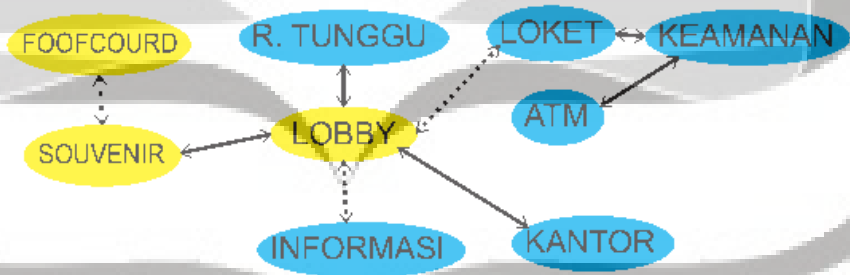 FOOFCOURD
R. TUNGGU
LOKET
KEAMANAN
ATM
SOUVENIR
LOBBY
INFORMASI
KANTOR